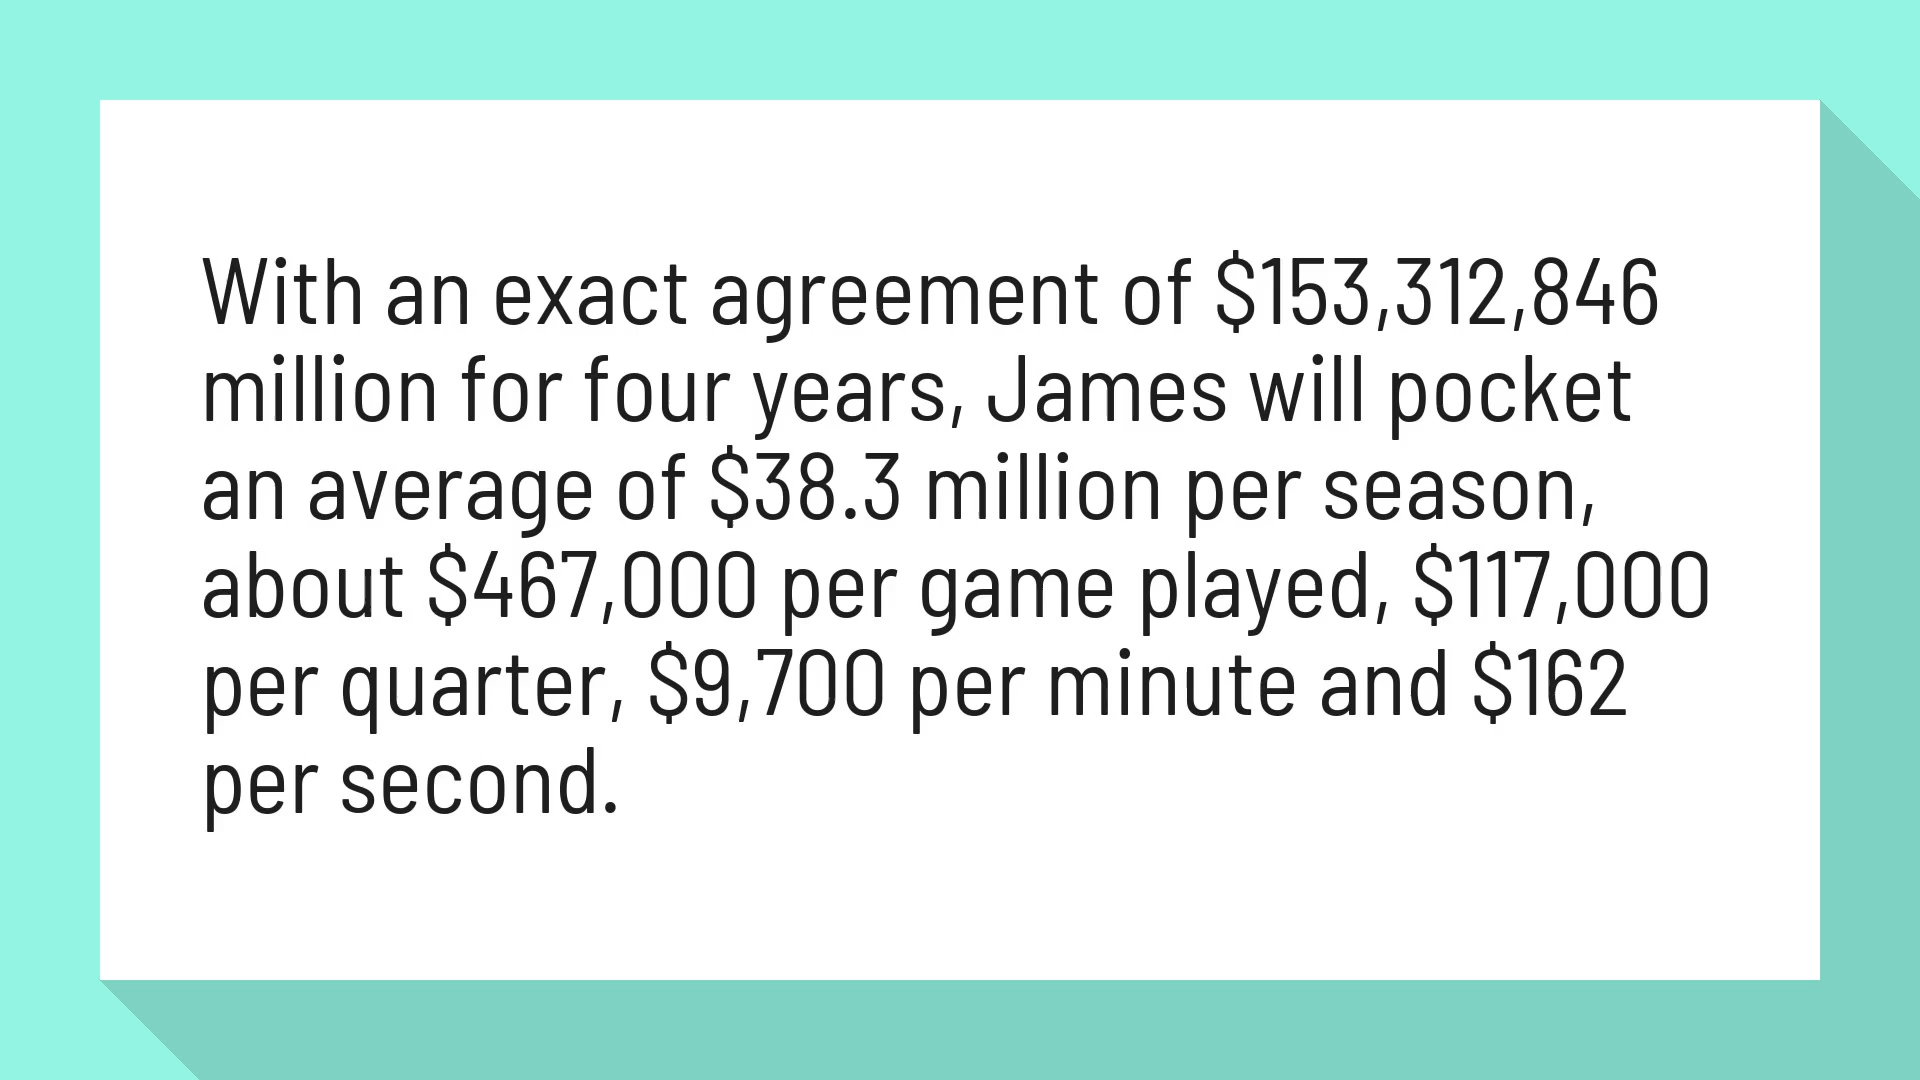 With an exact agreement of $153,312,846
million for four years, James will pocket
an average of $38.3 million per season,
about $467,000 per game played, $117,000
per quarter, $9,700 per minute and $162
per second.